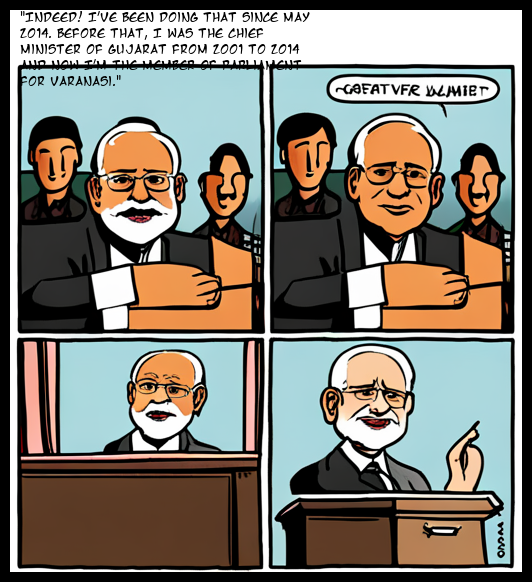 "INDEED! I'VE BEEN DOING THAT SINCE MAY
2014. BEFORE THAT, I WAS THE CHIEF
MINISTER OF GUJARAT FROM 2001 TO 2014
AND NOW I'M THE MEMBER OF PARLIAMENT
FOR VARANASI."